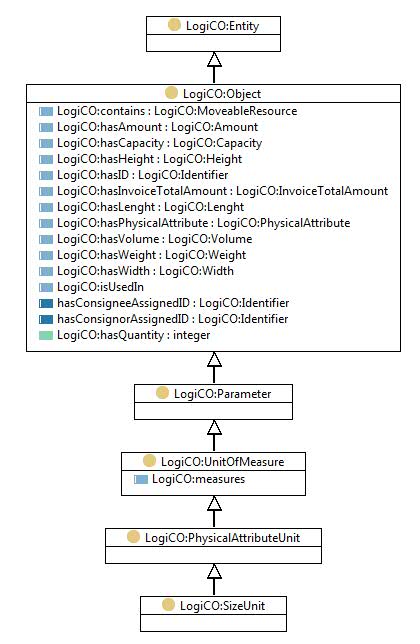 LogiCO:Entity
LogiCO:Object
LogiCO:contains : LogiCO:MoveableResource
LogiCO:hasAmount : LogiCO:Amount
LogiCO:hasCapacity : LogiCO:Capacity
LogiCO:hasHeight : LogiCO:Height
LogiCO:hasID : LogiCO:Identifier
LogiCO:hasInvoiceTotalAmount : LogiCO:InvoiceTotalAmount
LogiCO:hasLenght : LogiCO:Lenght
LogiCO:hasPhysicalAttribute : LogiCO:PhysicalAttribute
LogiCO:hasVolume : LogiCO:Volume
LogiCO:hasWeight : LogiCO:Weight
LogiCO:hasWidth : LogiCO:Width
LogiCO:isUsedIn
hasConsigneeAssignedID : LogiCO:Identifier
hasConsignorAssignedID : LogiCO:Identifier
LogiCO:hasQuantity : integer
LogiCO:Parameter
LogiCO:UnitOfMeasure
LogiCO:measures
LogiCO:PhysicalAttributeUnit
LogiCO:SizeUnit